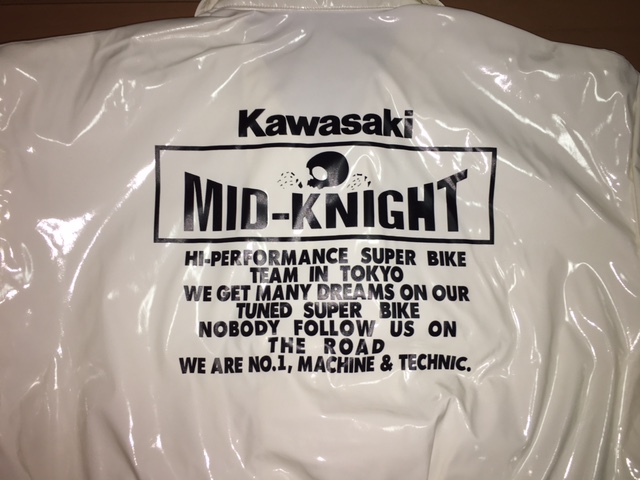 Kawasaki
MID-KNIGHT
HI-PERFORMANCE SUPER BIKE
TEAM IN TOKYO
WE GET MANY DREAMS ON OUR
TUNED SUPER BIKE
NOBODY FOLLOW US ON
THE ROAD
WE ARE NO.1, MACHINE & TECHNIC.